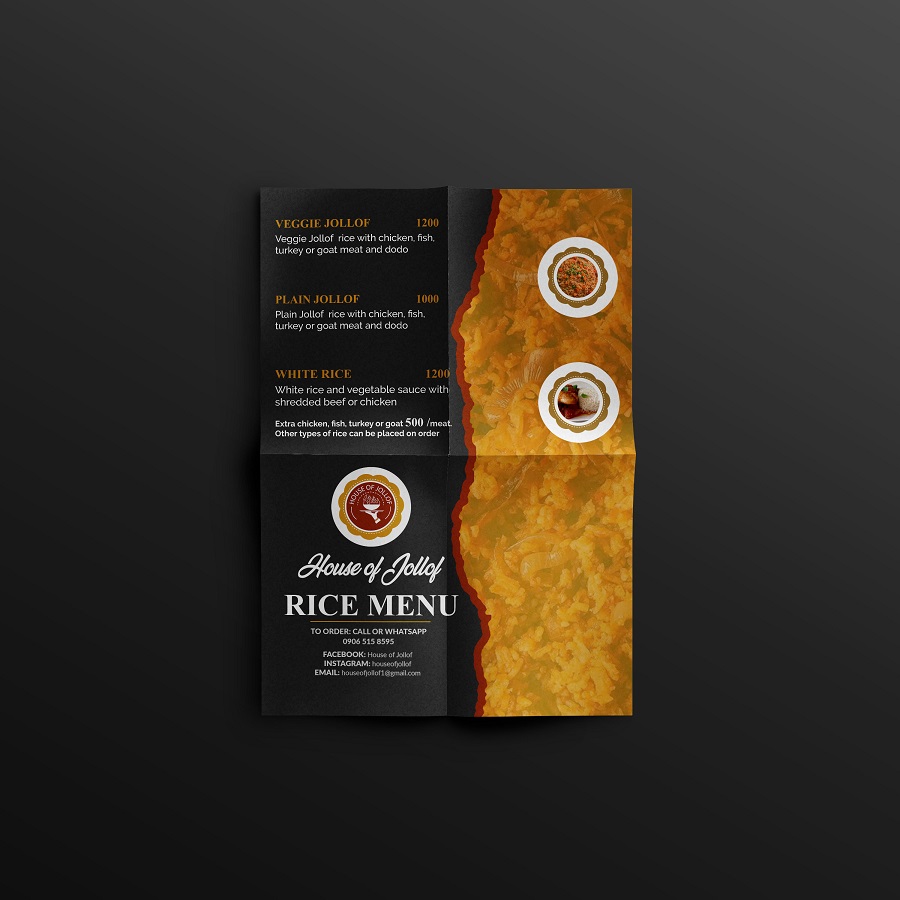 VEGGIE JOLLOF 1200
Veggie Jollof rice with chicken, fish,
turkey or goat meat and dodo
PLAIN JOLLOF 1000
Plain Jollof rice with chicken, fish,
turkey or goat meat and dodo
WHITE RICE 1200
White rice and vegetable sauce with
shredded beef or chicken
Extra chicken, fish, turkey or goat 500 /meat.
Other types of rice can be placed on order
HOUSE OF JOLLOF
House of Jollof
RICE MENU
TO ORDER: CALL OR WHATSAPP
0906 515 8595
FACEBOOK: House of Jollof
INSTAGRAM: houseofjollof
EMAIL: houseofjollof1@gmail.com